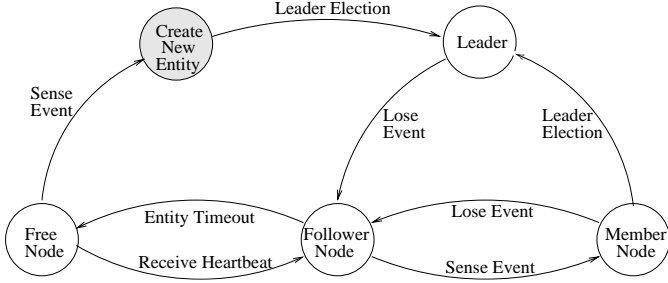 Leader Election
Create
New
Entity
Leader
Sense
Event
Lose
Event
Leader
Election
Entity Timeout
Lose Event
Free
Node
Follower
Node
Member
Node
Receive Heartbeat
Sense Event